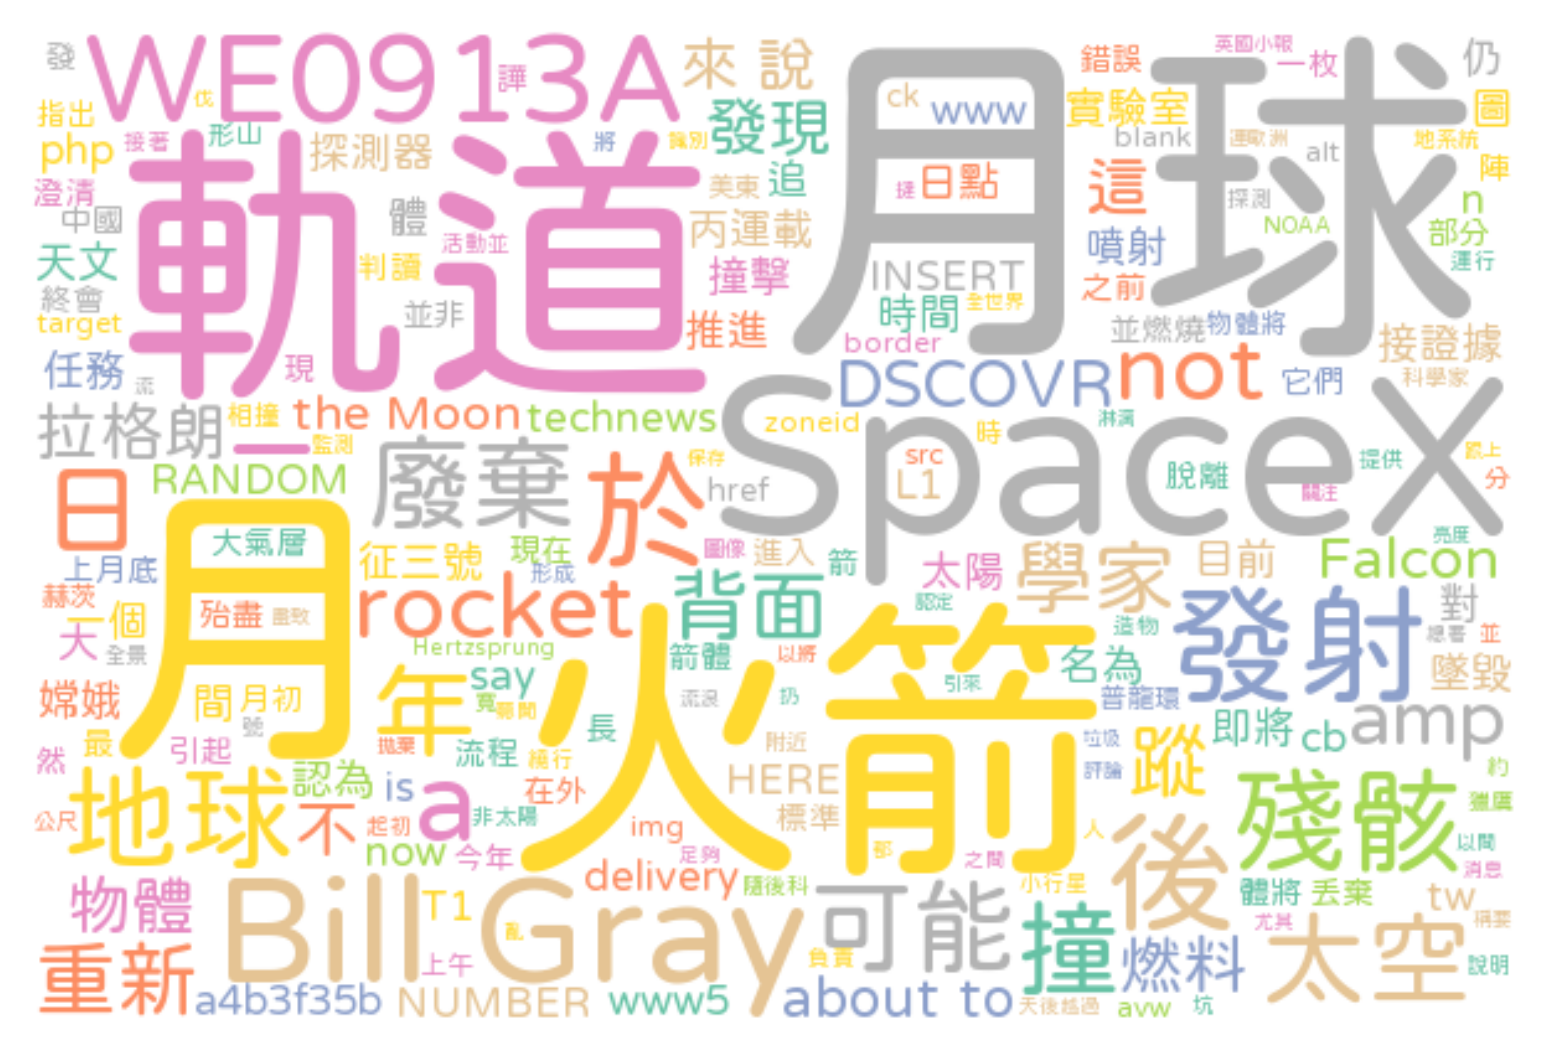 發 WE0913A 譁 來 說 月球 錯誤 英國小報 一枚 仍
指出 伐 ck www 實驗室 圖
php 接著 形山 探測器 將 識別 發現 blank 連歐洲 alt 地系統 陣
澄清 軌道 美東 追 日點 這 探測 n
中國 體 活動並 丙運載 NOAA 部分
天文 判讀 撞擊 INSERT 噴射 運行
終會 並非 時間 全世界 之前
target 推進 border 並燃燒 物體將 接證據
任務 流 現 DSCOVR not 它們 科學家
拉格朗 相撞 the Moon technews SpaceX zoneid 淋漓
一 監測 廢棄 於 保存 src 時 脫離 提供 跟上
日 RANDOM href L1 關注 分
大氣層 圖像 亮度
上月底 月 征三號 現在 進入 箭 太陽 學家 目前 Falcon
赫茨 形成 背面 認定 對
一個 殆盡 rocket 造物 發射 總署 並
大 全景 Hertzsprung 箭體 以將 火箭 名為 墜毀
嫦娥 間 月初 年 say 寬 流浪 扔 引來 普龍環
號 長 即將 cb amp
最 引起 拋棄 流程 附近 垃圾 蹤
然 地球 認為 繞行 HERE 評論 約
is a 在外 標準 殘骸 獵鷹
公尺 不 起初 非太陽 img 人
now 今年 足夠 部 之間 後 以間
delivery 隨後科 小行星 消息
物體 Bill Gray T1 可能 撞 體將 丟棄 tw
亂 尤其 摘要
重新 上午 負責 燃料 太空 說明
a4b3f35b NUMBER www5 about to 天後越過 avw 坑